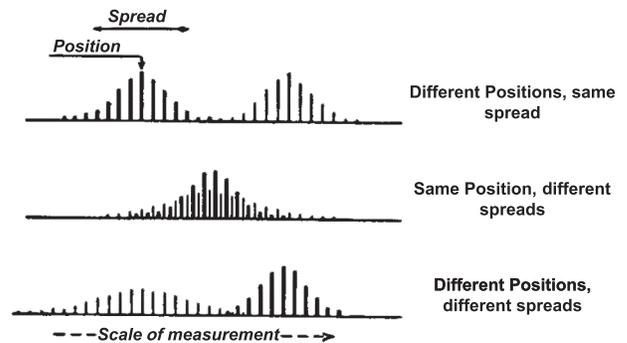 Spread
Position
Different Positions, same
spread
Same Position, different
spreads
Different Positions,
different spreads
Scale of measurement